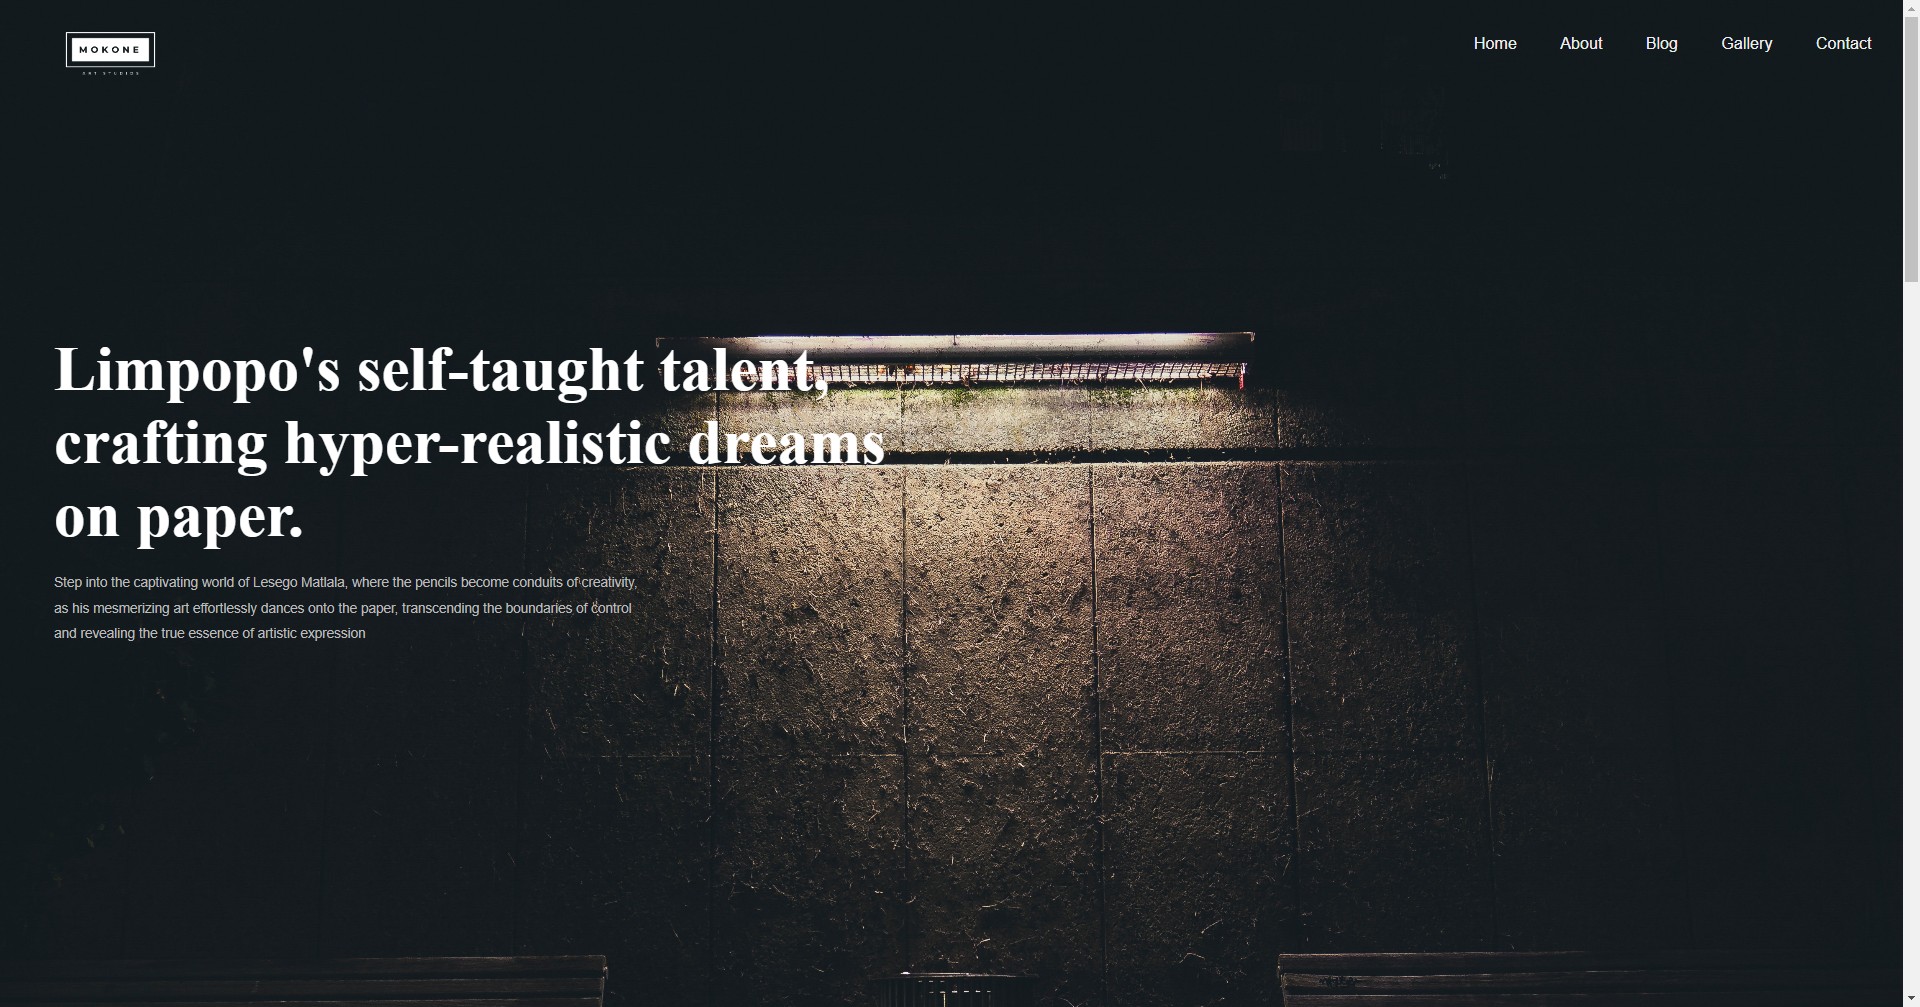 MOKONE
ART STUDIOS
Home About Blog Gallery Contact
Limpopo's self-taught talent,
crafting hyper-realistic dreams
on paper.
Step into the captivating world of Lesego Matlala, where the pencils become conduits of creativity,
as his mesmerizing art effortlessly dances onto the paper, transcending the boundaries of control
and revealing the true essence of artistic expression